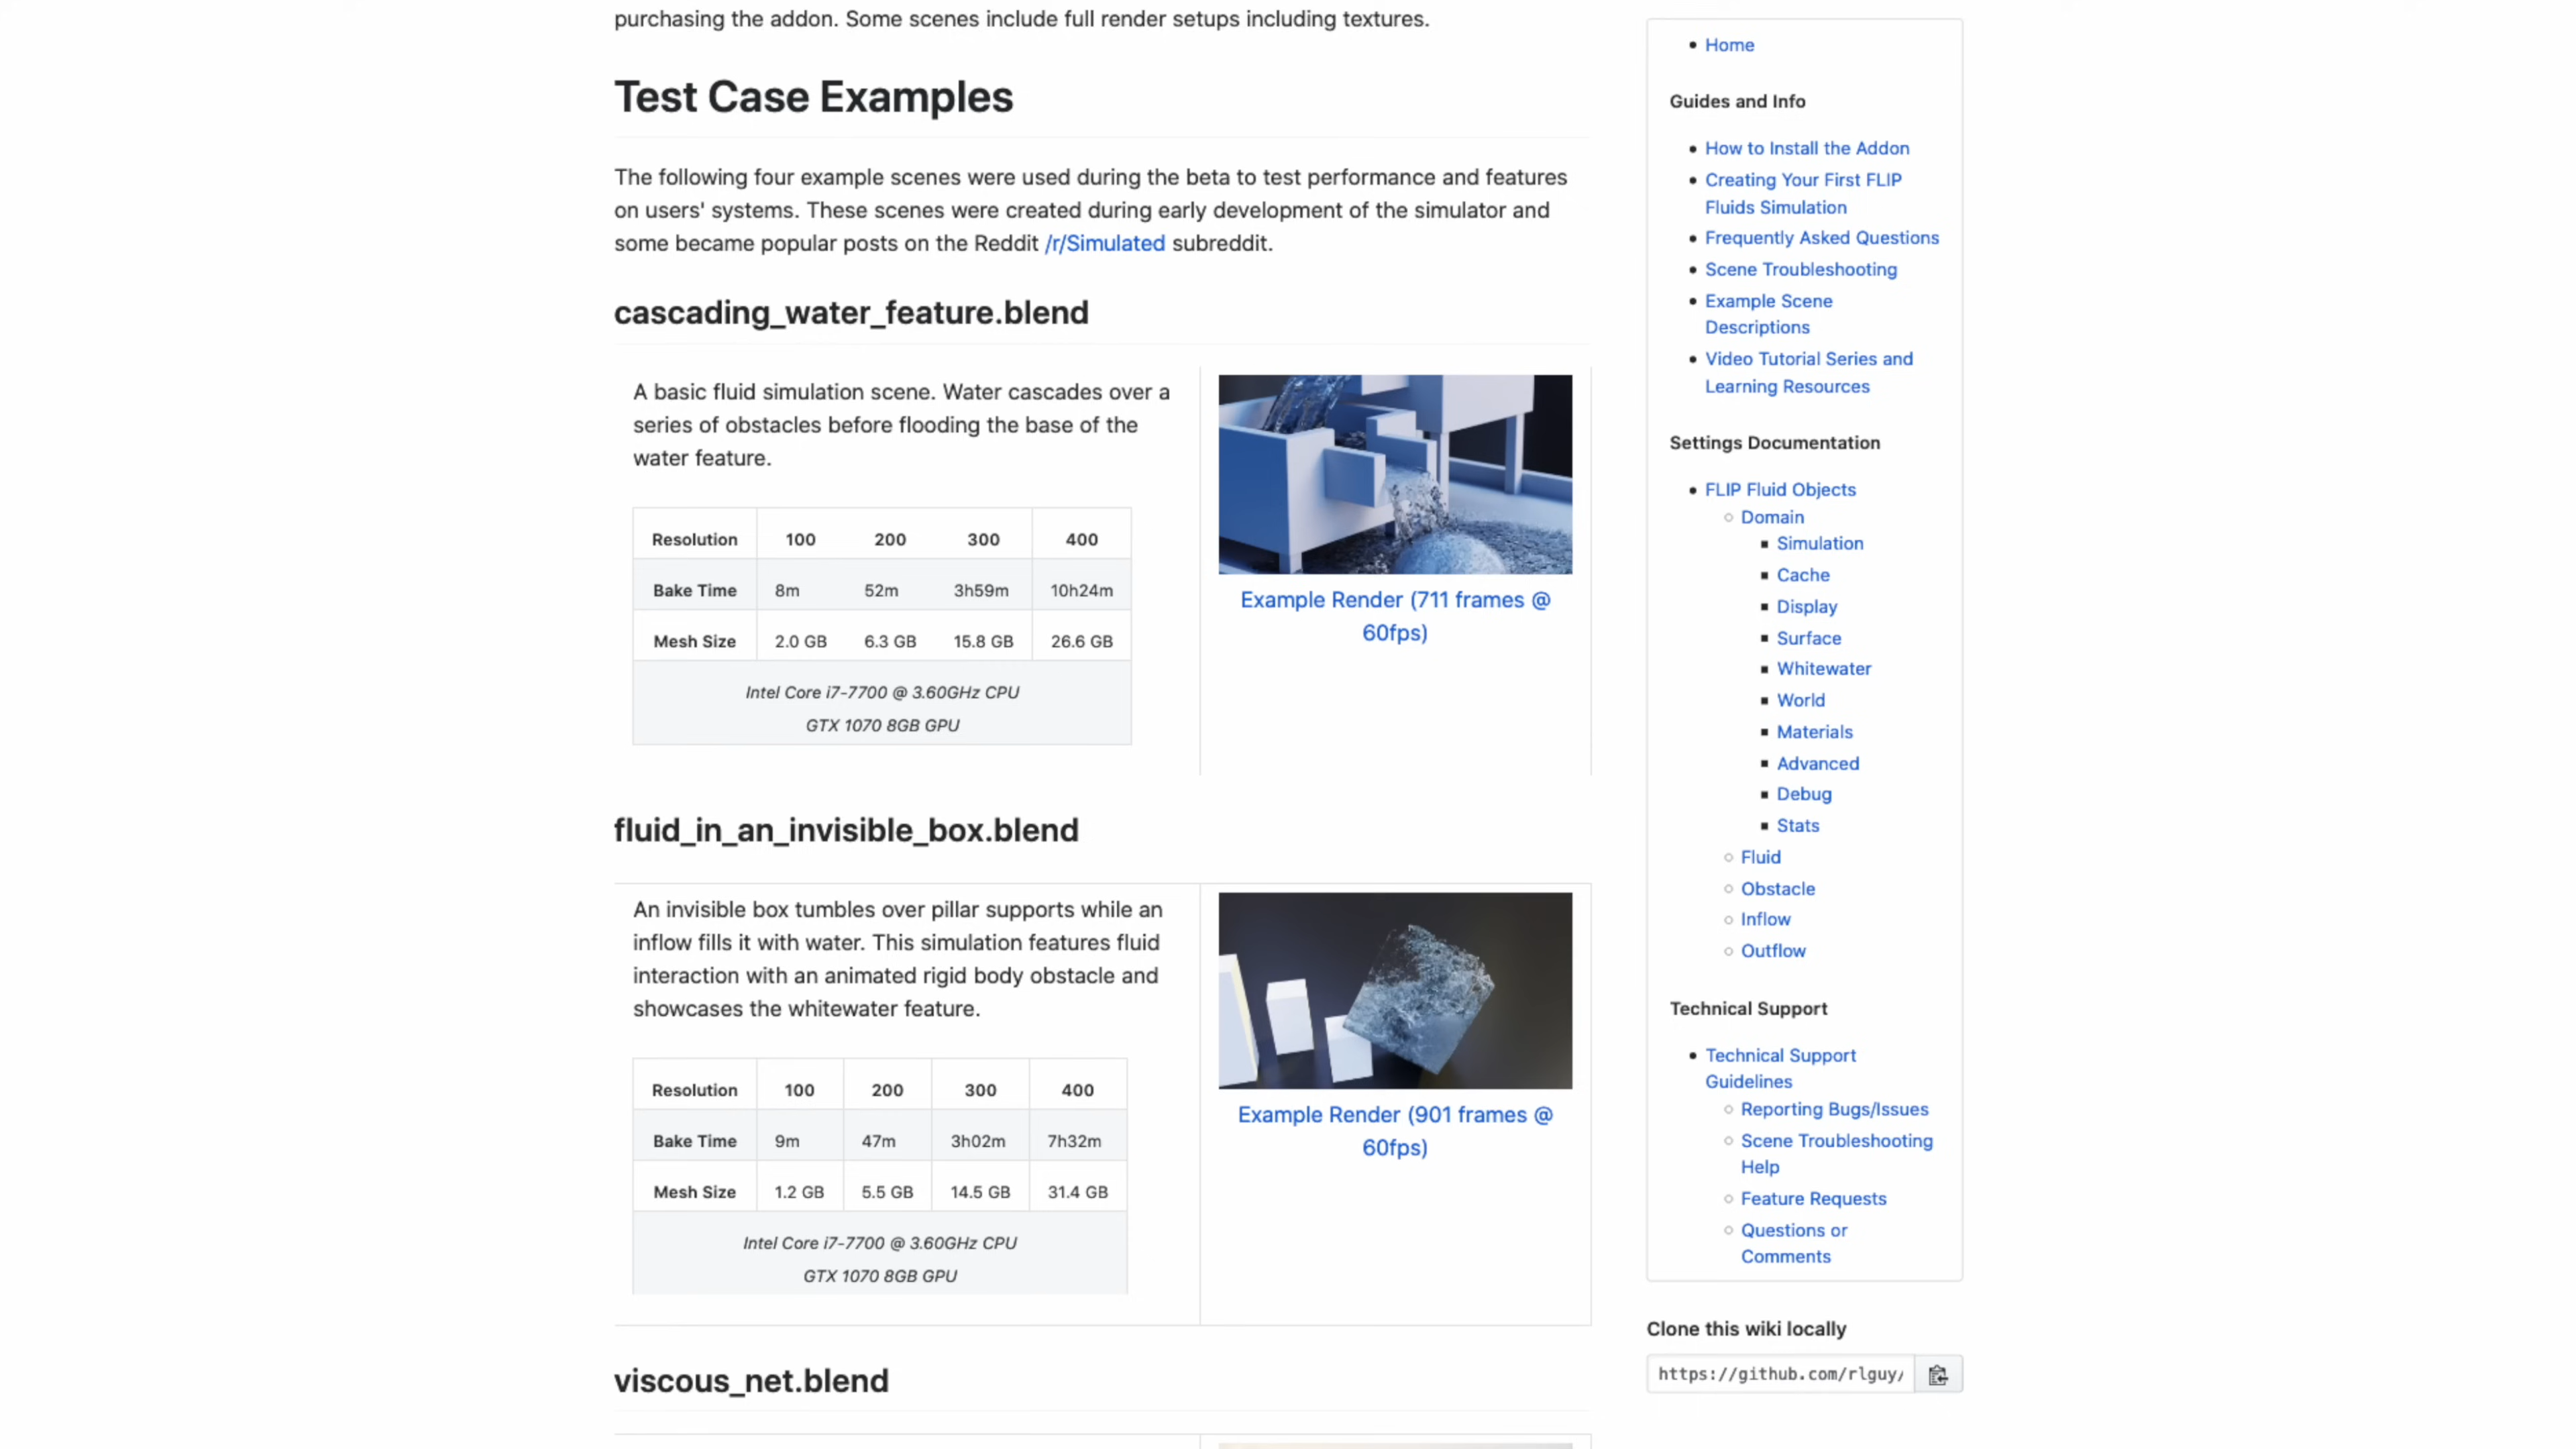 purchasing the addon. Some scenes include full render setups including textures.
Test Case Examples
The following four example scenes were used during the beta to test performance and features
on users' systems. These scenes were created during early development of the simulator and
some became popular posts on the Reddit /r/Simulated subreddit.
cascading_water_feature.blend
A basic fluid simulation scene. Water cascades over a
series of obstacles before flooding the base of the
water feature.
Resolution 100 200 300 400
Bake Time 8m 52m 3h59m 10h24m
Mesh Size 2.0 GB 6.3 GB 15.8 GB 26.6 GB
Intel Core i7-7700 @ 3.60GHz CPU
GTX 1070 8GB GPU
Example Render (711 frames @
60fps)
fluid_in_an_invisible_box.blend
An invisible box tumbles over pillar supports while an
inflow fills it with water. This simulation features fluid
interaction with an animated rigid body obstacle and
showcases the whitewater feature.
Resolution 100 200 300 400
Bake Time 9m 47m 3h02m 7h32m
Mesh Size 1.2 GB 5.5 GB 14.5 GB 31.4 GB
Intel Core i7-7700 @ 3.60GHz CPU
GTX 1070 8GB GPU
Example Render (901 frames @
60fps)
viscous_net.blend
Home
Guides and Info
How to Install the Addon
Creating Your First FLIP
Fluids Simulation
Frequently Asked Questions
Scene Troubleshooting
Example Scene
Descriptions
Video Tutorial Series and
Learning Resources
Settings Documentation
FLIP Fluid Objects
Domain
Simulation
Cache
Display
Surface
Whitewater
World
Materials
Advanced
Debug
Stats
Fluid
Obstacle
Inflow
Outflow
Technical Support
Technical Support
Guidelines
Reporting Bugs/Issues
Scene Troubleshooting
Help
Feature Requests
Questions or
Comments
Clone this wiki locally
https://github.com/rlguy/